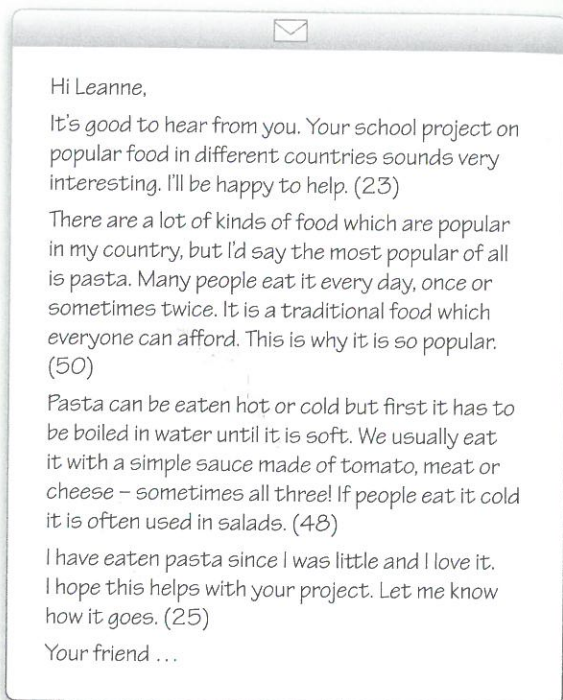 Hi Leanne,
It's good to hear from you. Your school project on
popular food in different countries sounds very
interesting. I'll be happy to help. (23)
There are a lot of kinds of food which are popular
in my country, but I'd say the most popular of all
is pasta. Many people eat it every day, once or
sometimes twice. It is a traditional food which
everyone can afford. This is why it is so popular.
(50)
Pasta can be eaten hot or cold but first it has to
be boiled in water until it is soft. We usually eat
it with a simple sauce made of tomato, meat or
cheese – sometimes all three! If people eat it cold
it is often used in salads. (48)
I have eaten pasta since I was little and I love it.
I hope this helps with your project. Let me know
how it goes. (25)
Your friend ...